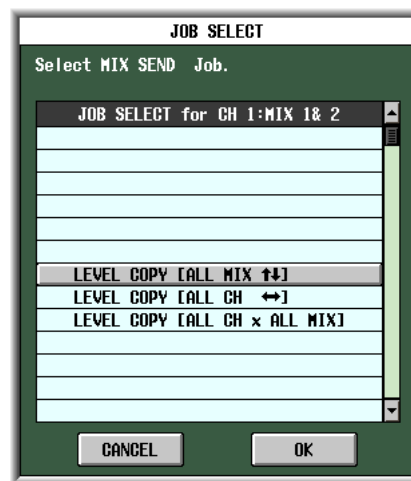 JOB SELECT
Select MIX SEND Job.
JOB SELECT for CH 1:MIX 1& 2
LEVEL COPY [ALL MIX ↑↓]
LEVEL COPY [ALL CH ↔]
LEVEL COPY [ALL CH x ALL MIX]
CANCEL OK